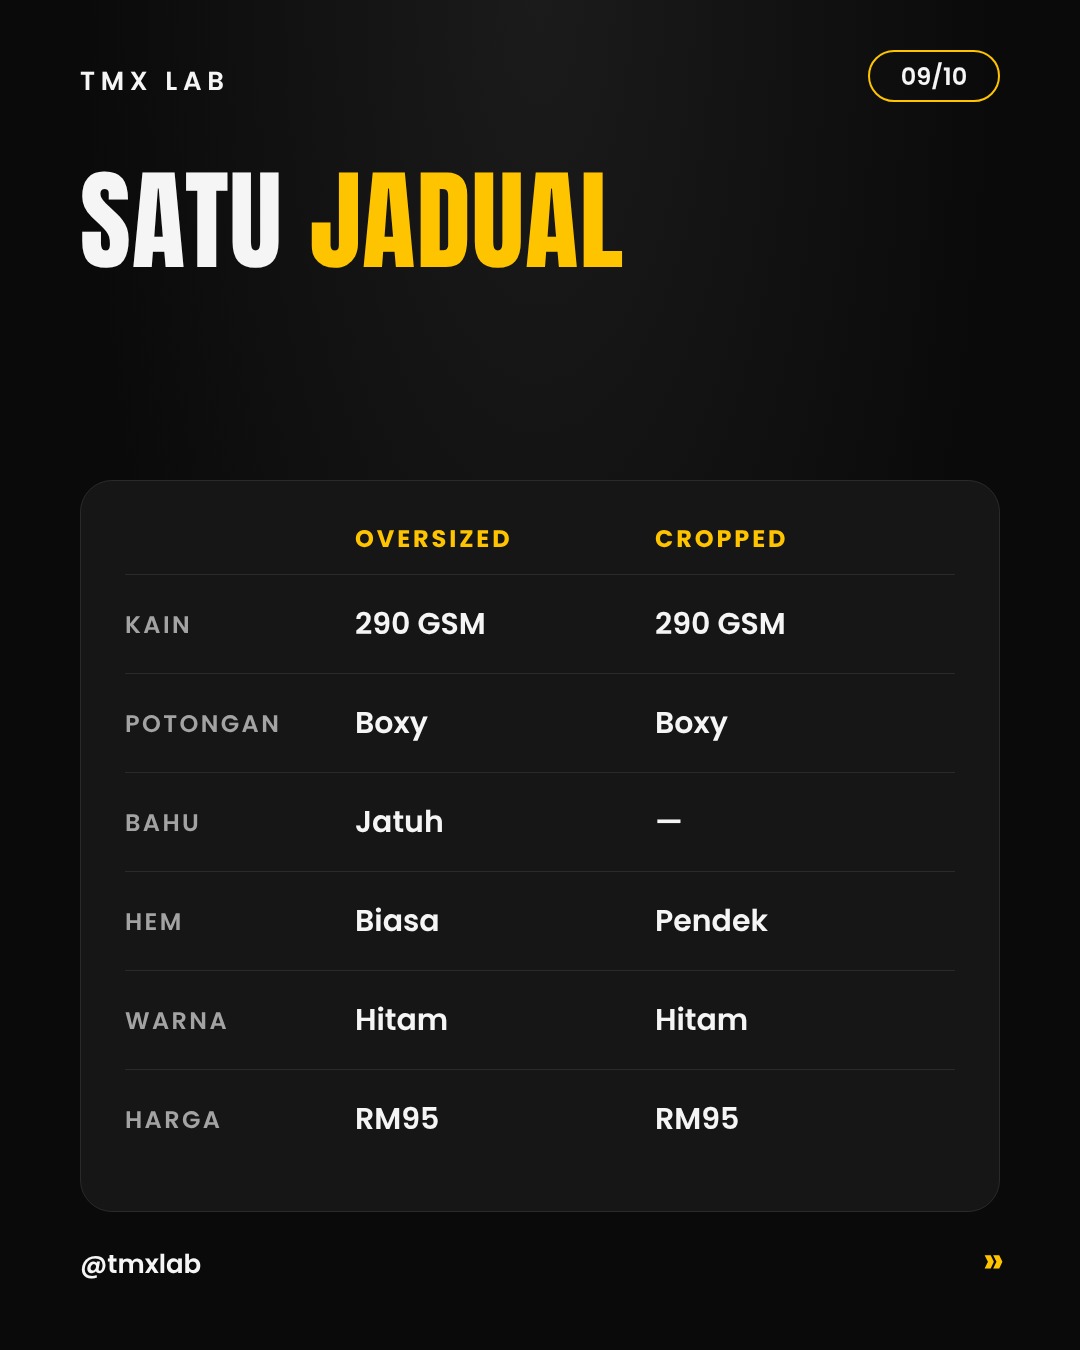 TMX LAB
09/10
SATU JADUAL
OVERSIZED CROPPED
KAIN 290 GSM 290 GSM
POTONGAN Boxy Boxy
BAHU Jatuh —
HEM Biasa Pendek
WARNA Hitam Hitam
HARGA RM95 RM95
@tmxlab »